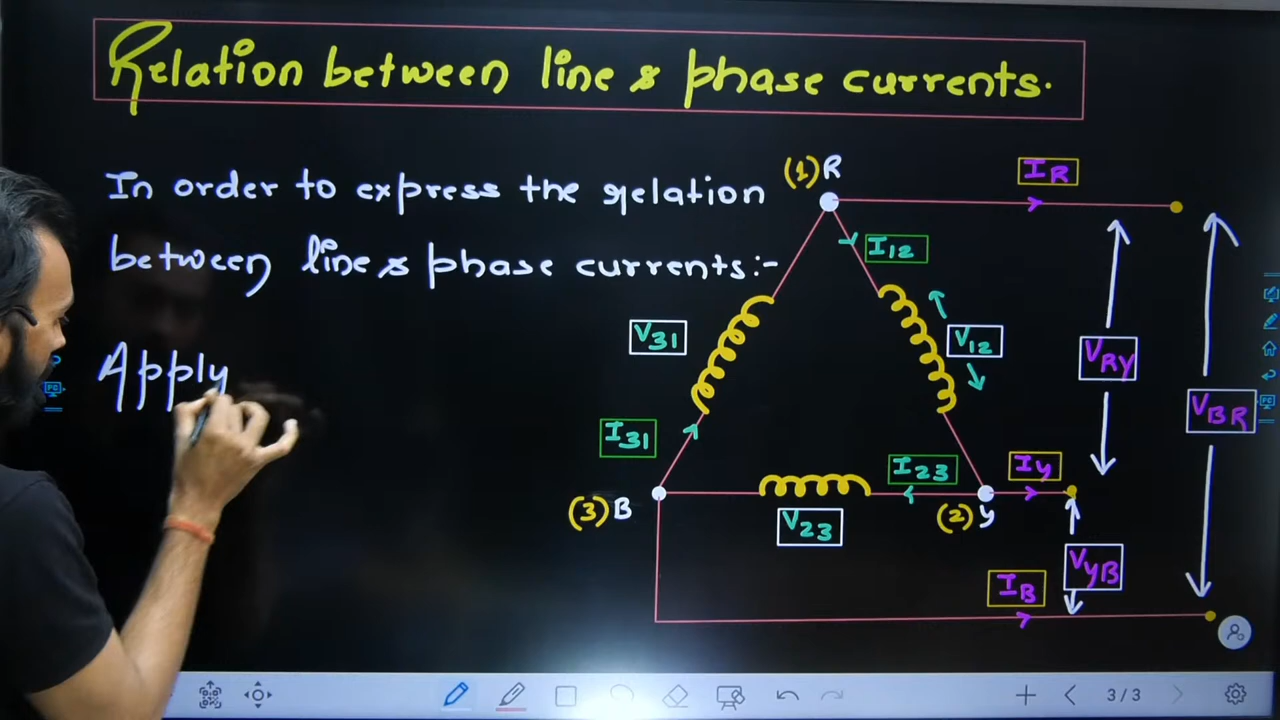 Relation between line & phase currents.
In order to express the relation
between line & phase currents:-
Apply
(1) R
I_R
I_12
V_31
V_12
V_RY
V_BR
I_31
I_23
I_y
(3) B
V_23
(2) y
V_YB
I_B
3/3